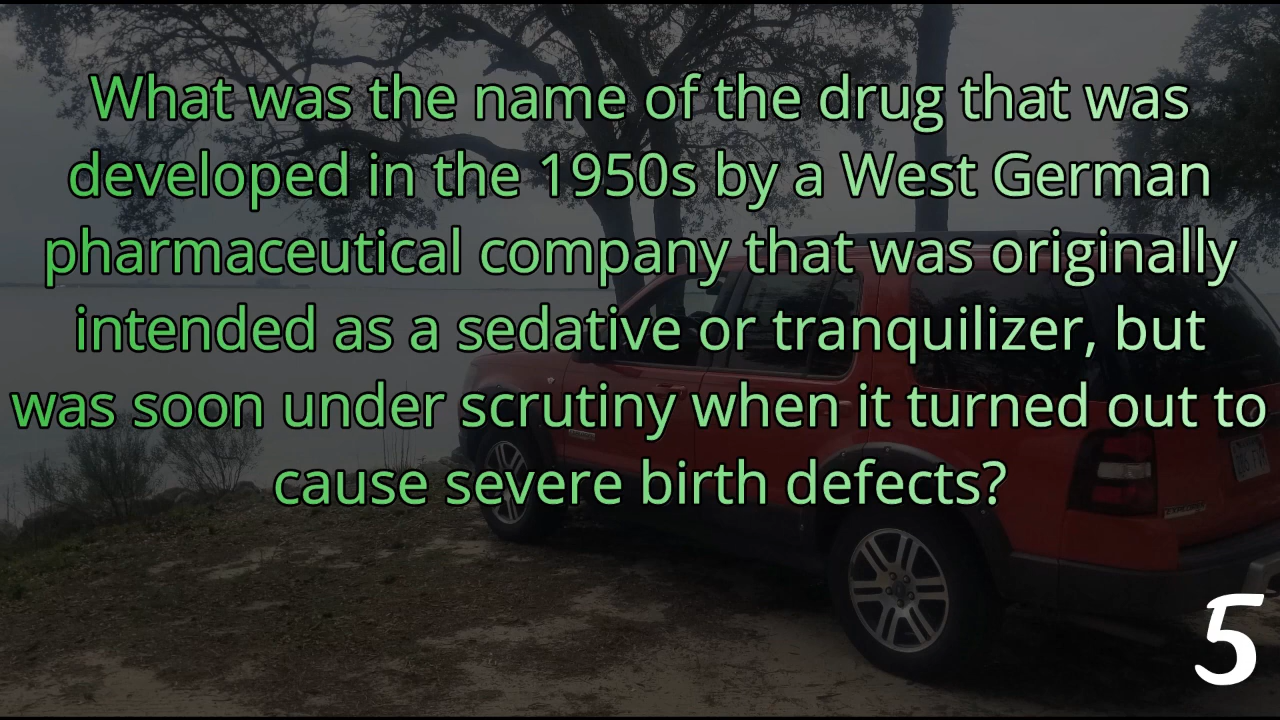 What was the name of the drug that was
developed in the 1950s by a West German
pharmaceutical company that was originally
intended as a sedative or tranquilizer, but
was soon under scrutiny when it turned out to
cause severe birth defects?
5